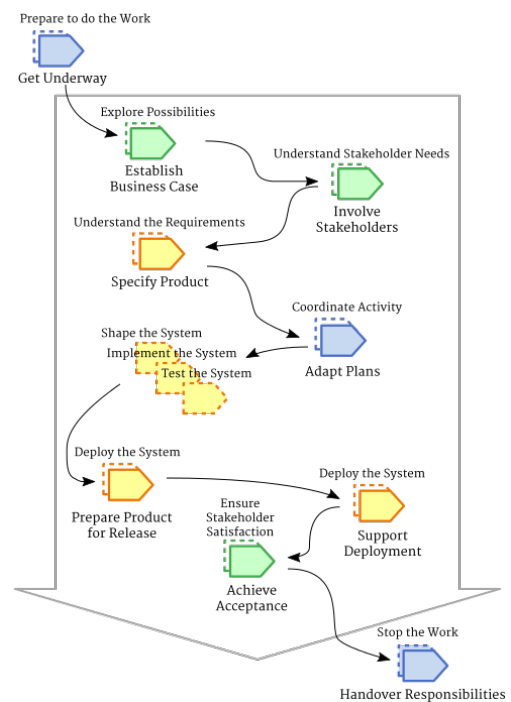 Prepare to do the Work
Get Underway
Explore Possibilities
Establish
Business Case
Understand Stakeholder Needs
Involve
Stakeholders
Understand the Requirements
Specify Product
Coordinate Activity
Adapt Plans
Shape the System
Implement the System
Test the System
Deploy the System
Prepare Product
for Release
Deploy the System
Support
Deployment
Ensure
Stakeholder
Satisfaction
Achieve
Acceptance
Stop the Work
Handover Responsibilities